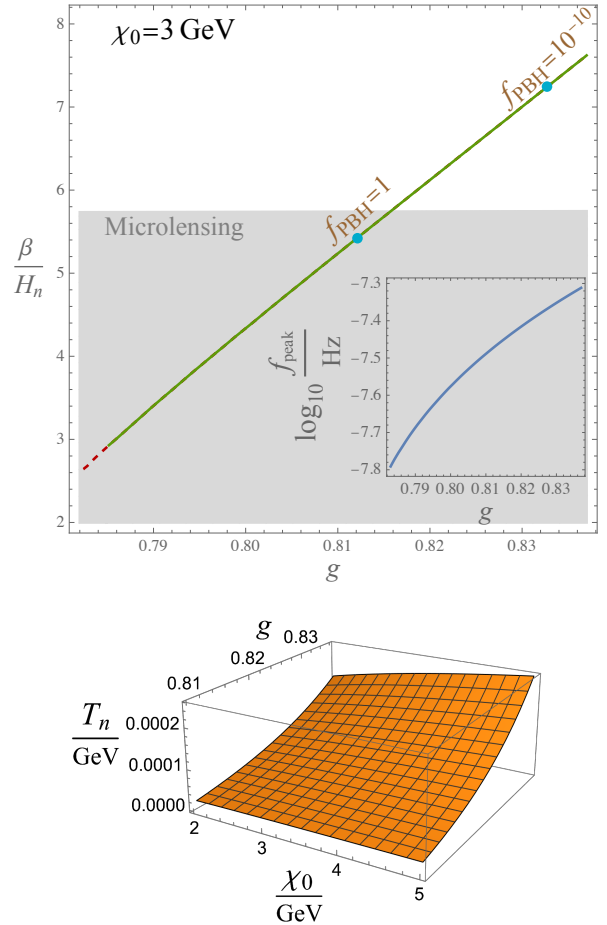 χ₀=3 GeV
8
7
6
5
4
3
2
β/Hₙ
f_PBH=10⁻¹⁰
f_PBH=1
Microlensing
-7.3
-7.4
-7.5
-7.6
-7.7
-7.8
log₁₀ f_peak/Hz
0.79 0.80 0.81 0.82 0.83
g
0.79 0.80 0.81 0.82 0.83
g
g
0.83
0.82
0.81
Tₙ/GeV
0.0002
0.0001
0.0000
2
3
4
5
χ₀/GeV